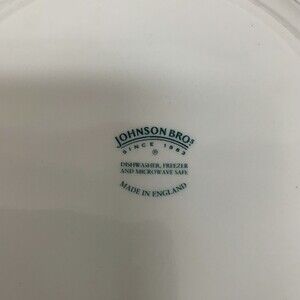 JOHNSON BROS
SINCE 1883
®
DISHWASHER, FREEZER
AND MICROWAVE SAFE
MADE IN ENGLAND